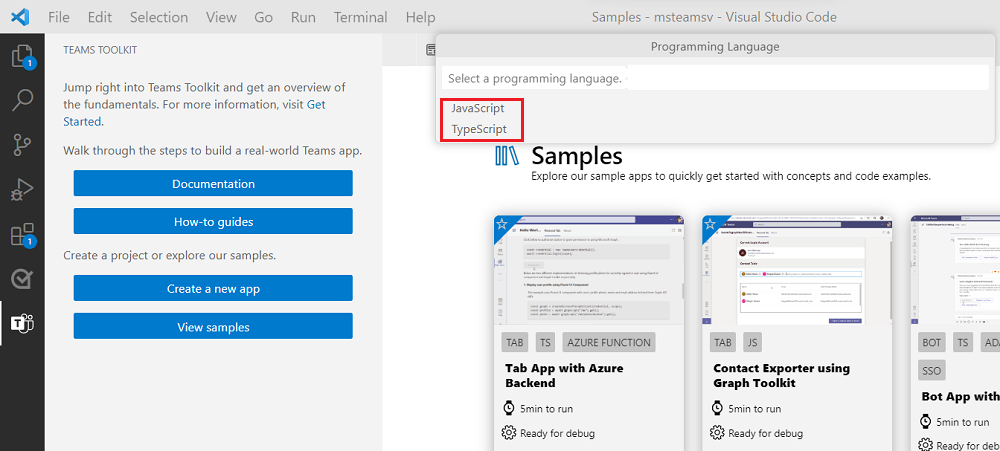 File Edit Selection View Go Run Terminal Help Samples - msteamsv - Visual Studio Code
TEAMS TOOLKIT
Jump right into Teams Toolkit and get an overview
of the fundamentals. For more information, visit Get
Started.
Walk through the steps to build a real-world Teams app.
Documentation
How-to guides
Create a project or explore our samples.
Create a new app
View samples
1
1
Programming Language
Select a programming language.
JavaScript
TypeScript
Samples
Explore our sample apps to quickly get started with concepts and code examples.
TAB TS AZURE FUNCTION
Tab App with Azure
Backend
5min to run
Ready for debug
TAB JS
Contact Exporter using
Graph Toolkit
5min to run
Ready for debug
BOT TS
SSO
Bot App with
5min to run
Ready for debug